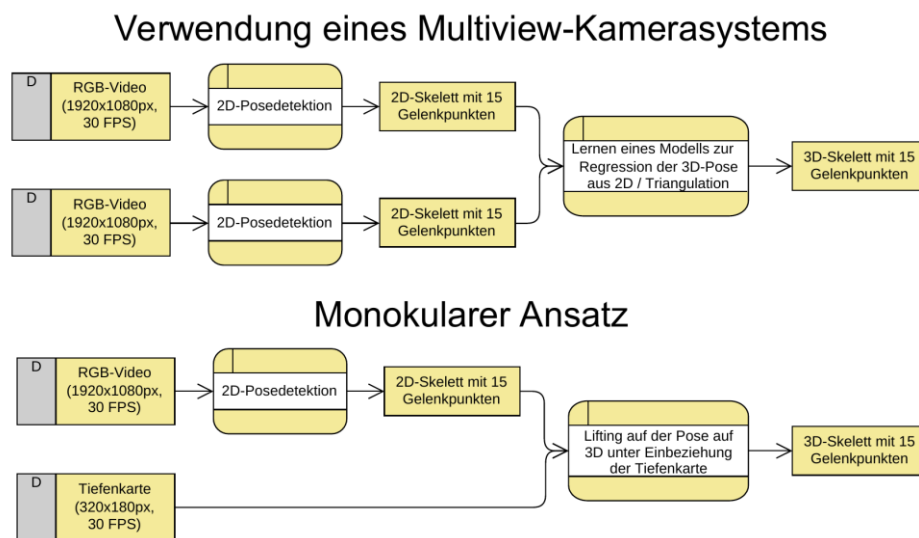 Verwendung eines Multiview-Kamerasystems
D
RGB-Video
(1920x1080px,
30 FPS)
2D-Posedetektion
2D-Skelett mit 15
Gelenkpunkten
D
RGB-Video
(1920x1080px,
30 FPS)
2D-Posedetektion
2D-Skelett mit 15
Gelenkpunkten
Lernen eines Modells zur
Regression der 3D-Pose
aus 2D / Triangulation
3D-Skelett mit 15
Gelenkpunkten
Monokularer Ansatz
D
RGB-Video
(1920x1080px,
30 FPS)
2D-Posedetektion
2D-Skelett mit 15
Gelenkpunkten
D
Tiefenkarte
(320x180px,
30 FPS)
Lifting auf der Pose auf
3D unter Einbeziehung
der Tiefenkarte
3D-Skelett mit 15
Gelenkpunkten